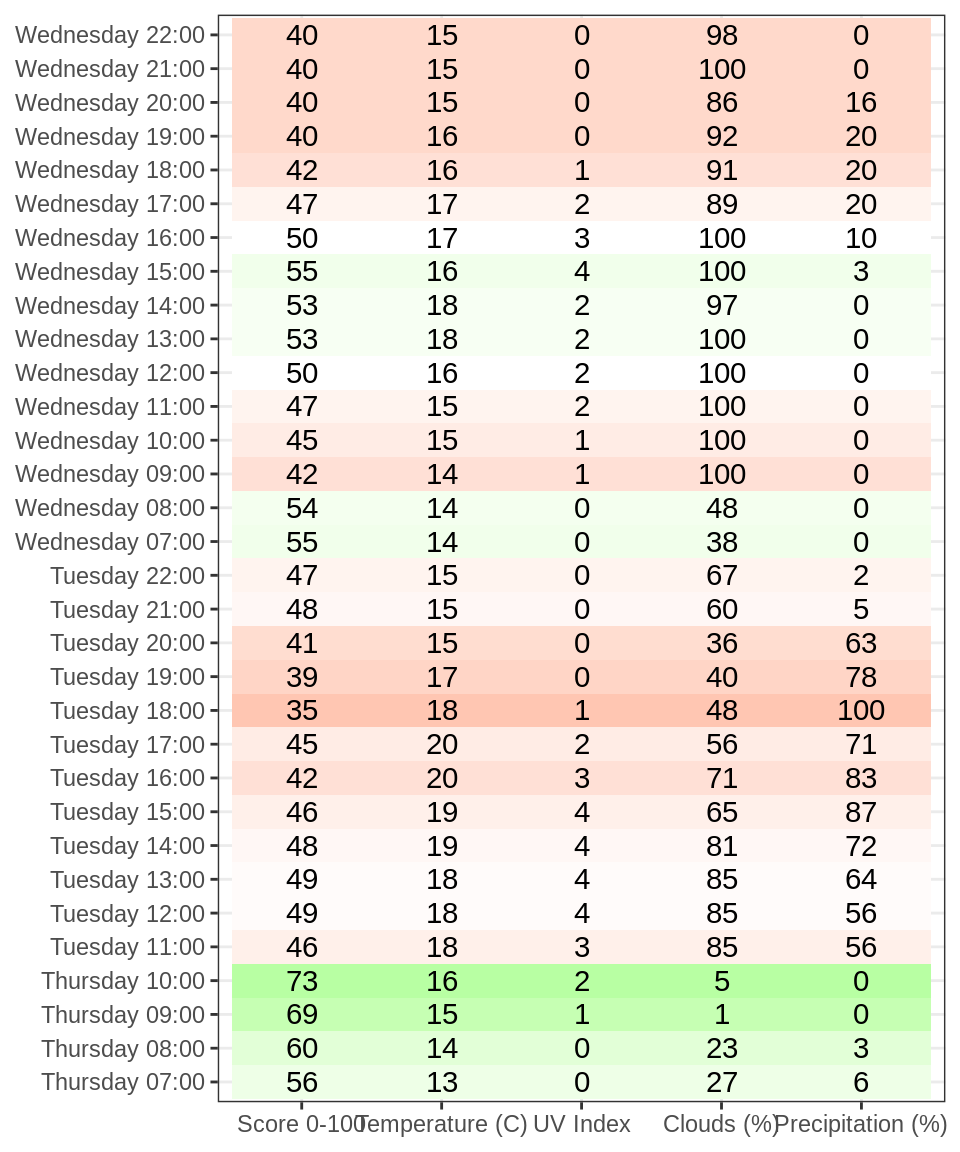 Wednesday 22:00 40 15 0 98 0
Wednesday 21:00 40 15 0 100 0
Wednesday 20:00 40 15 0 86 16
Wednesday 19:00 40 16 0 92 20
Wednesday 18:00 42 16 1 91 20
Wednesday 17:00 47 17 2 89 20
Wednesday 16:00 50 17 3 100 10
Wednesday 15:00 55 16 4 100 3
Wednesday 14:00 53 18 2 97 0
Wednesday 13:00 53 18 2 100 0
Wednesday 12:00 50 16 2 100 0
Wednesday 11:00 47 15 2 100 0
Wednesday 10:00 45 15 1 100 0
Wednesday 09:00 42 14 1 100 0
Wednesday 08:00 54 14 0 48 0
Wednesday 07:00 55 14 0 38 0
Tuesday 22:00 47 15 0 67 2
Tuesday 21:00 48 15 0 60 5
Tuesday 20:00 41 15 0 36 63
Tuesday 19:00 39 17 0 40 78
Tuesday 18:00 35 18 1 48 100
Tuesday 17:00 45 20 2 56 71
Tuesday 16:00 42 20 3 71 83
Tuesday 15:00 46 19 4 65 87
Tuesday 14:00 48 19 4 81 72
Tuesday 13:00 49 18 4 85 64
Tuesday 12:00 49 18 4 85 56
Tuesday 11:00 46 18 3 85 56
Thursday 10:00 73 16 2 5 0
Thursday 09:00 69 15 1 1 0
Thursday 08:00 60 14 0 23 3
Thursday 07:00 56 13 0 27 6
Score 0-100 Temperature (C) UV Index Clouds (%) Precipitation (%)